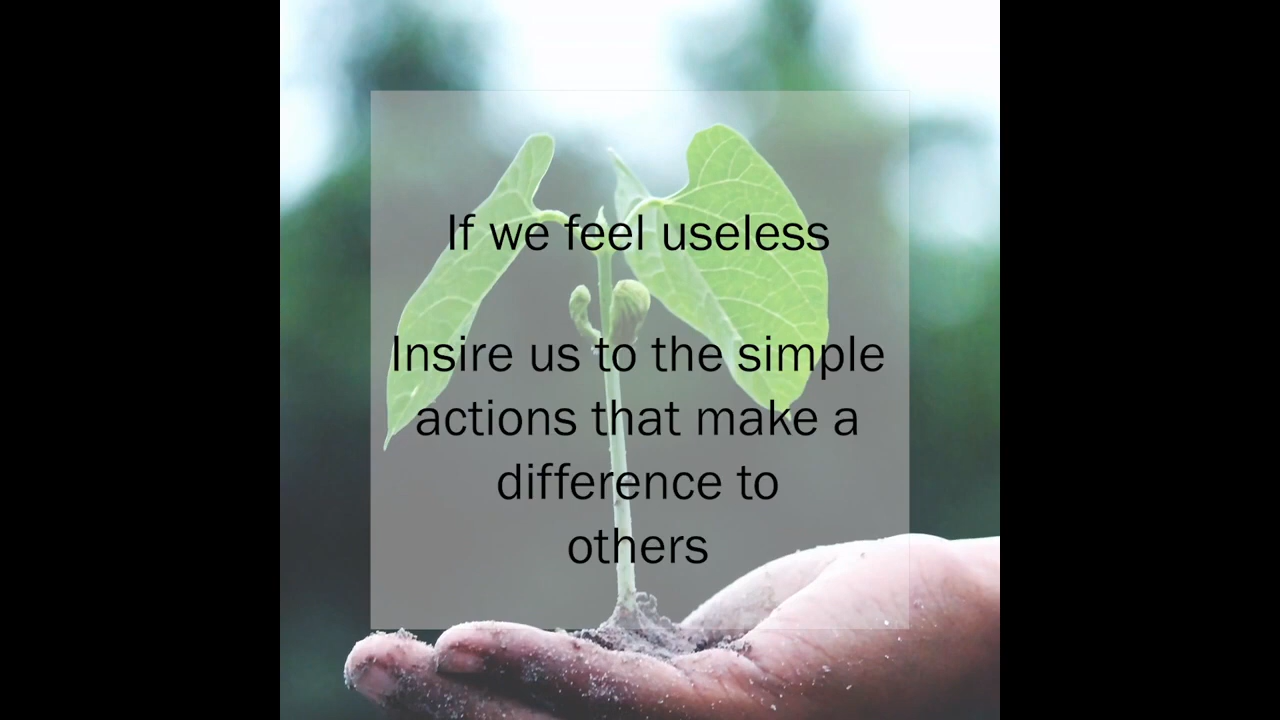 If we feel useless
Insire us to the simple
actions that make a
difference to
others